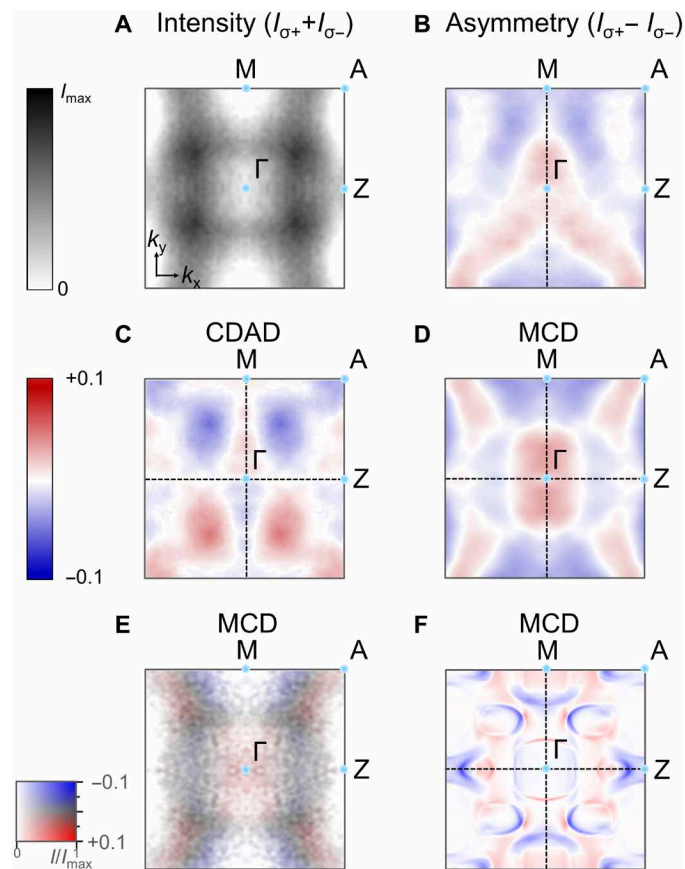 A Intensity (Iσ++Iσ−)
B Asymmetry (Iσ+− Iσ−)
M
A
M
A
Imax
0
Γ
Z
ky
kx
Γ
Z
C CDAD
D MCD
M
A
M
A
+0.1
−0.1
Γ
Z
Γ
Z
E MCD
F MCD
M
A
M
A
Γ
Z
Γ
Z
−0.1
+0.1
0
1
I/Imax